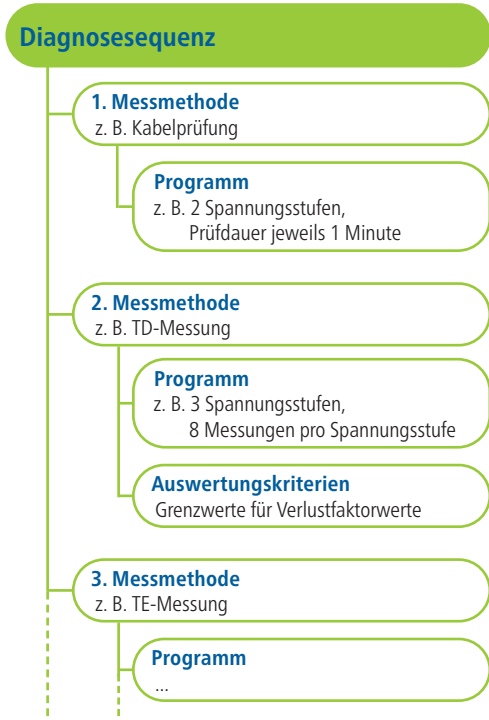 Diagnosesequenz
1. Messmethode
z. B. Kabelprüfung
Programm
z. B. 2 Spannungsstufen,
Prüfdauer jeweils 1 Minute
2. Messmethode
z. B. TD-Messung
Programm
z. B. 3 Spannungsstufen,
8 Messungen pro Spannungsstufe
Auswertungskriterien
Grenzwerte für Verlustfaktorwerte
3. Messmethode
z. B. TE-Messung
Programm
...